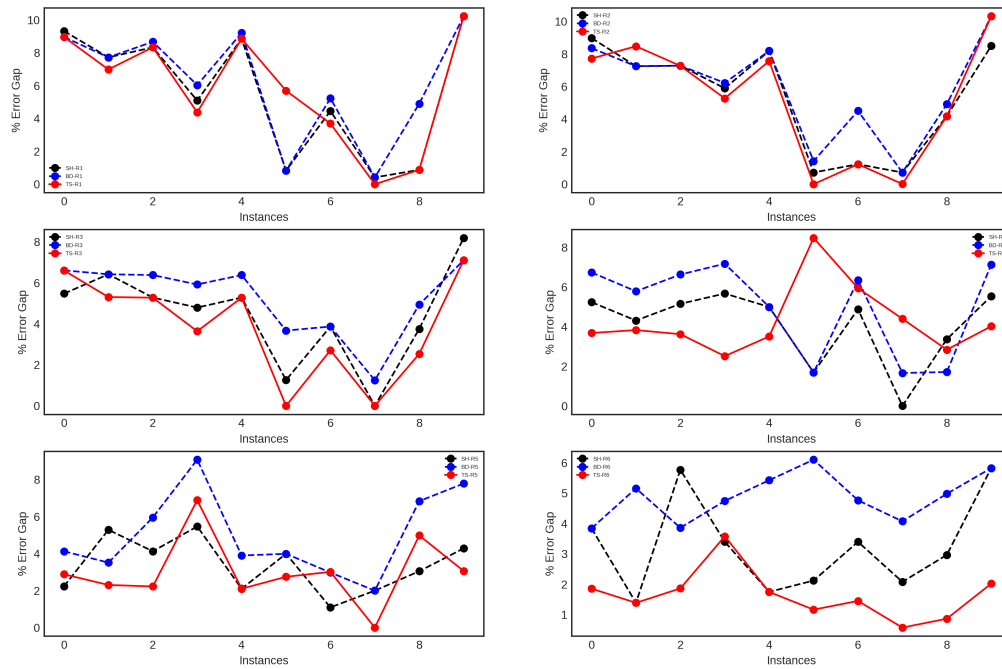 10
8
6
4
2
0
% Error Gap
SH-R1
BD-R1
TS-R1
0 2 4 6 8
Instances
10
8
6
4
2
0
% Error Gap
SH-R2
BD-R2
TS-R2
0 2 4 6 8
Instances
8
6
4
2
0
% Error Gap
SH-R3
BD-R3
TS-R3
0 2 4 6 8
Instances
8
6
4
2
0
% Error Gap
SH-R
BD-R
TS-R
0 2 4 6 8
Instances
8
6
4
2
0
% Error Gap
SH-R5
BD-R5
TS-R5
0 2 4 6 8
Instances
6
5
4
3
2
1
% Error Gap
SH-R6
BD-R6
TS-R6
0 2 4 6 8
Instances